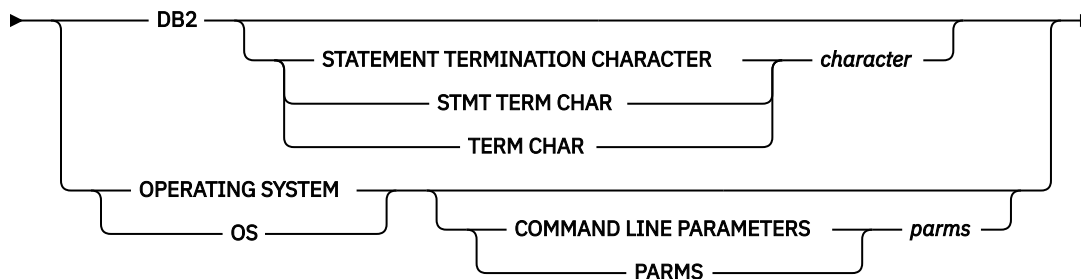 DB2
STATEMENT TERMINATION CHARACTER character
STMT TERM CHAR
TERM CHAR
OPERATING SYSTEM
OS
COMMAND LINE PARAMETERS parms
PARMS